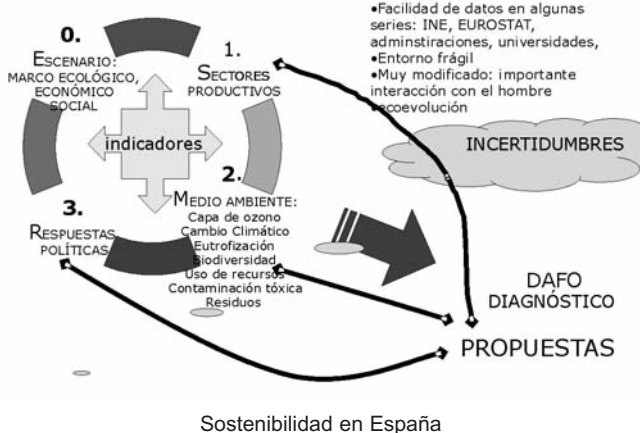 •Facilidad de datos en algunas
series: INE, EUROSTAT,
adminstiraciones, universidades,
•Entorno frágil
•Muy modificado: importante
interacción con el hombre
ecoevolución
0.
ESCENARIO:
MARCO ECOLÓGICO,
ECONÓMICO
SOCIAL
1.
SECTORES
PRODUCTIVOS
indicadores
INCERTIDUMBRES
2.
MEDIO AMBIENTE:
Capa de ozono
Cambio Climático
Eutrofización
Biodiversidad
Uso de recursos
Contaminación tóxica
Residuos
3.
RESPUESTAS
POLÍTICAS
DAFO
DIAGNÓSTICO
PROPUESTAS
Sostenibilidad en España